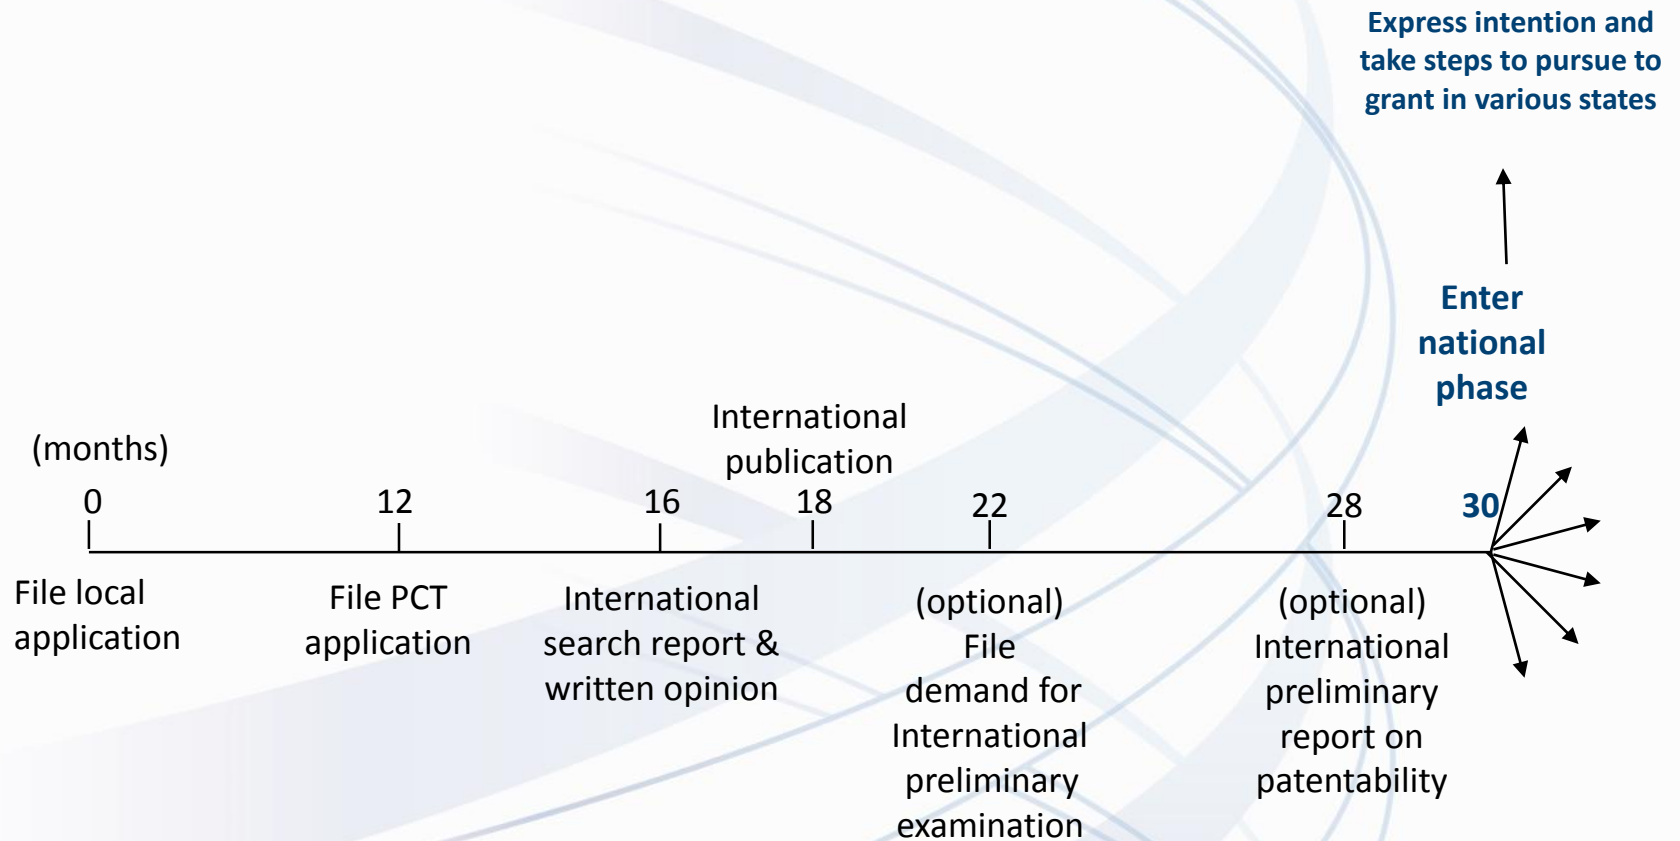 Express intention and
take steps to pursue to
grant in various states
Enter
national
phase
International
publication
(months)
0
12
16
18
22
28
30
File local
application
File PCT
application
International
search report &
written opinion
(optional)
File
demand for
International
preliminary
examination
(optional)
International
preliminary
report on
patentability